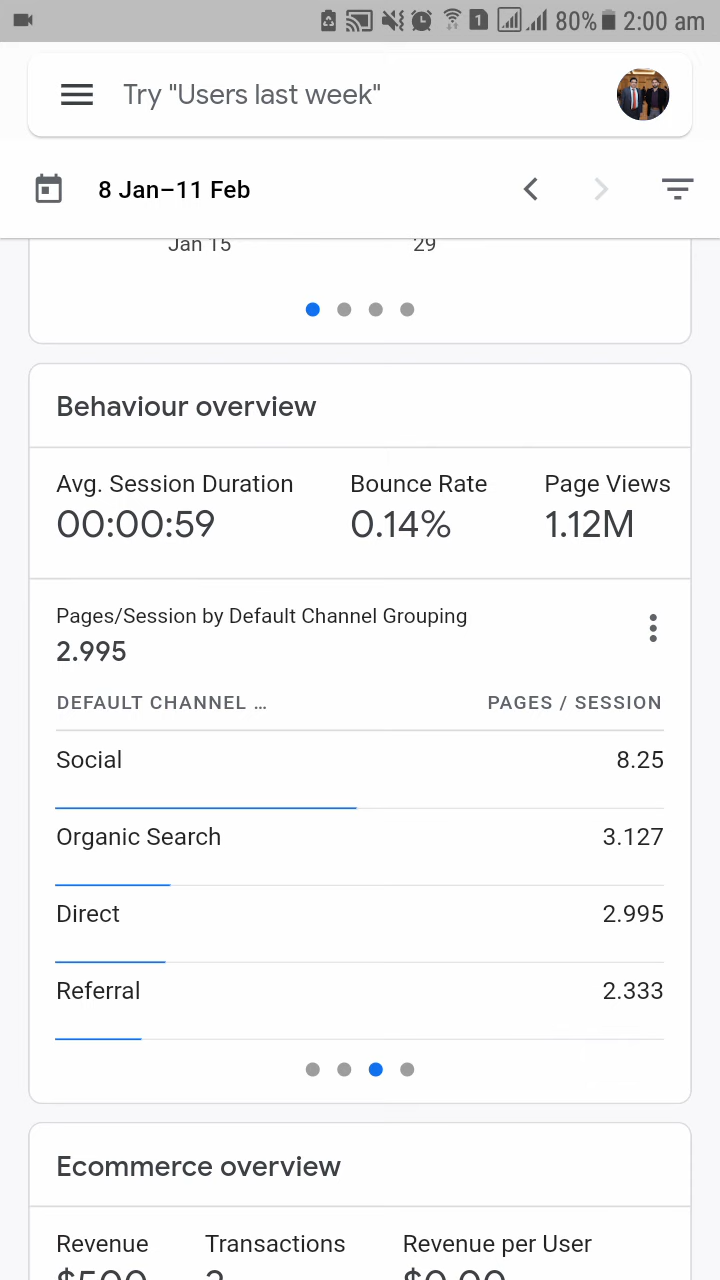 1 80% 2:00 am
Try "Users last week"
8 Jan–11 Feb
Jan 15 29
Behaviour overview
Avg. Session Duration Bounce Rate Page Views
00:00:59 0.14% 1.12M
Pages/Session by Default Channel Grouping
2.995
DEFAULT CHANNEL … PAGES / SESSION
Social 8.25
Organic Search 3.127
Direct 2.995
Referral 2.333
Ecommerce overview
Revenue Transactions Revenue per User